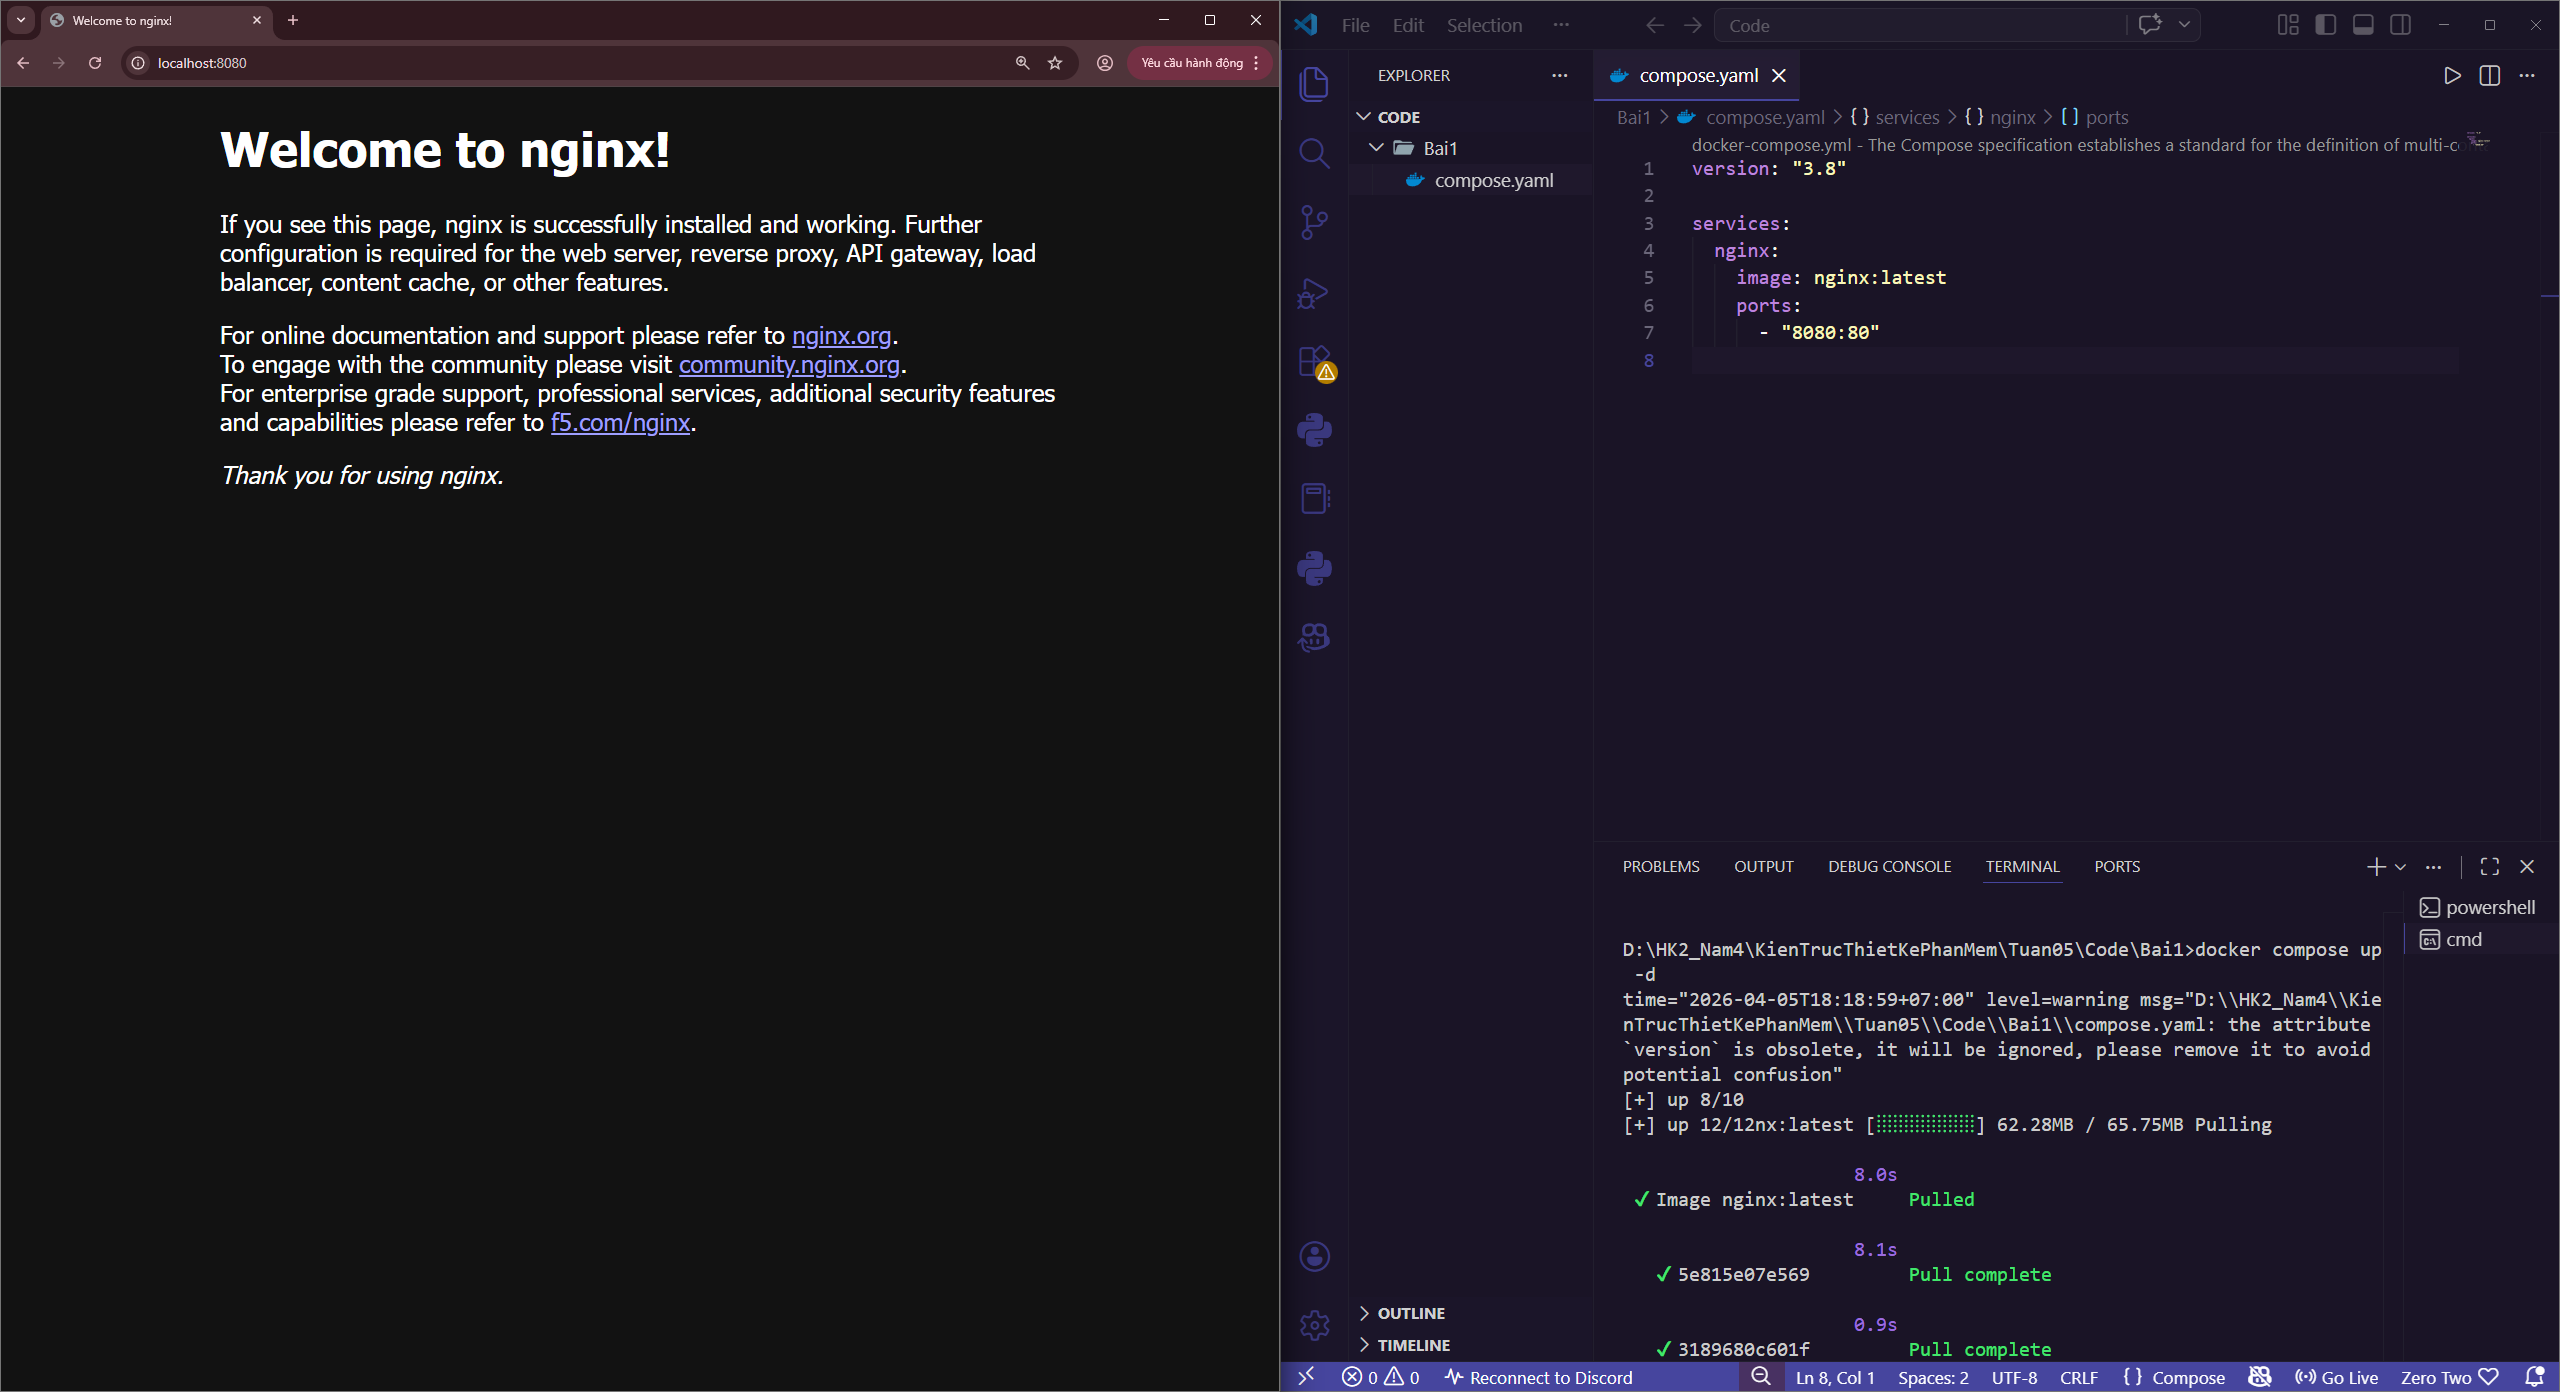 Welcome to nginx!
localhost:8080
Yêu cầu hành động
Welcome to nginx!
If you see this page, nginx is successfully installed and working. Further
configuration is required for the web server, reverse proxy, API gateway, load
balancer, content cache, or other features.
For online documentation and support please refer to nginx.org.
To engage with the community please visit community.nginx.org.
For enterprise grade support, professional services, additional security features
and capabilities please refer to f5.com/nginx.
Thank you for using nginx.
File Edit Selection ···
Code
EXPLORER
CODE
Bai1
compose.yaml
OUTLINE
TIMELINE
compose.yaml
Bai1 > compose.yaml > { } services > { } nginx > [ ] ports
docker-compose.yml - The Compose specification establishes a standard for the definition of
1 version: "3.8"
2
3 services:
4 nginx:
5 image: nginx:latest
6 ports:
7 - "8080:80"
8
PROBLEMS OUTPUT DEBUG CONSOLE TERMINAL PORTS
powershell
cmd
D:\HK2_Nam4\KienTrucThietKePhanMem\Tuan05\Code\Bai1>docker compose up
-d
time="2026-04-05T18:18:59+07:00" level=warning msg="D:\\HK2_Nam4\\Kie
nTrucThietKePhanMem\\Tuan05\\Code\\Bai1\\compose.yaml: the attribute
`version` is obsolete, it will be ignored, please remove it to avoid
potential confusion"
[+] up 8/10
[+] up 12/12nx:latest [⣿⣿⣿⣿⣿⣿⣿⣿⣿] 62.28MB / 65.75MB Pulling
8.0s
✓ Image nginx:latest Pulled
8.1s
✓ 5e815e07e569 Pull complete
0.9s
✓ 3189680c601f Pull complete
0 0 Reconnect to Discord Ln 8, Col 1 Spaces: 2 UTF-8 CRLF { } Compose Go Live Zero Two